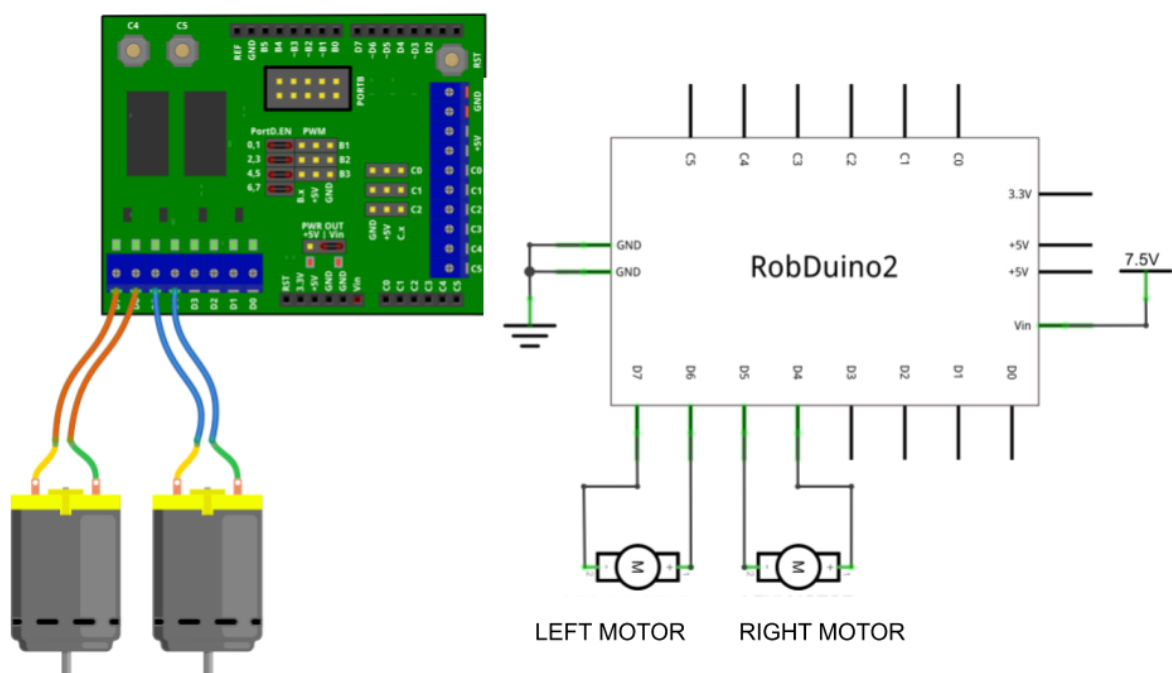 C4 C5
REF GND B5 B4 ~B3 ~B2 ~B1 B0
D7 ~D6 ~D5 D4 ~D3 D2
RST
PORTB
GND
+5V
C0
C1
C2
C3
C4
C5
PortD.EN PWM
0,1 B1
2,3 B2
4,5 B3
6,7
B.x +5V GND
C0
C1
C2
GND +5V C.x
PWR OUT
+5V | Vin
RST 3.3V +5V GND GND Vin
C0 C1 C2 C3 C4 C5
D3 D2 D1 D0
C5 C4 C3 C2 C1 C0
3.3V
GND +5V
GND +5V
RobDuino2
7.5V
Vin
D7 D6 D5 D4 D3 D2 D1 D0
2 - M + 1
2 - M + 1
LEFT MOTOR RIGHT MOTOR